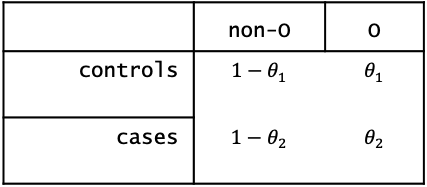 non-O O
controls 1 − θ₁ θ₁
cases 1 − θ₂ θ₂